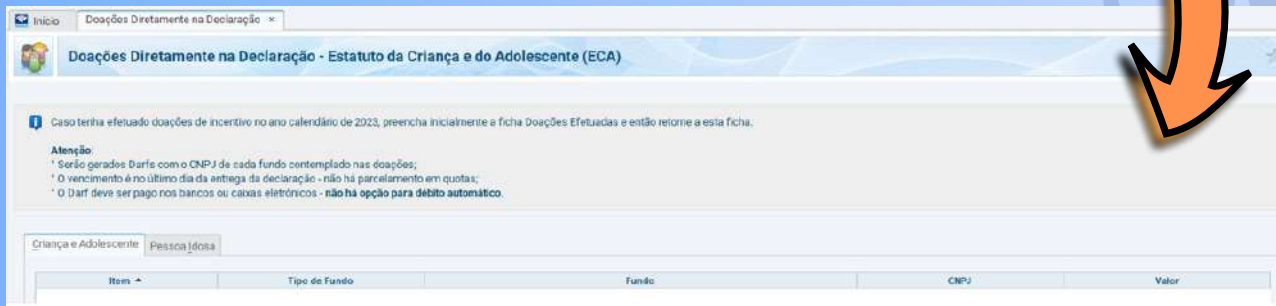 Início Doações Diretamente na Declaração ×
Doações Diretamente na Declaração - Estatuto da Criança e do Adolescente (ECA)
Caso tenha efetuado doações de incentivo no ano calendário de 2023, preencha inicialmente a ficha Doações Efetuadas e então retorne a esta ficha.
Atenção:
* Serão gerados Darfs com o CNPJ de cada fundo contemplado nas doações;
* O vencimento é no último dia da entrega da declaração - não há parcelamento em quotas;
* O Darf deve ser pago nos bancos ou caixas eletrônicos - não há opção para débito automático.
Criança e Adolescente Pessoa Idosa
Item Tipo de Fundo Fundo CNPJ Valor